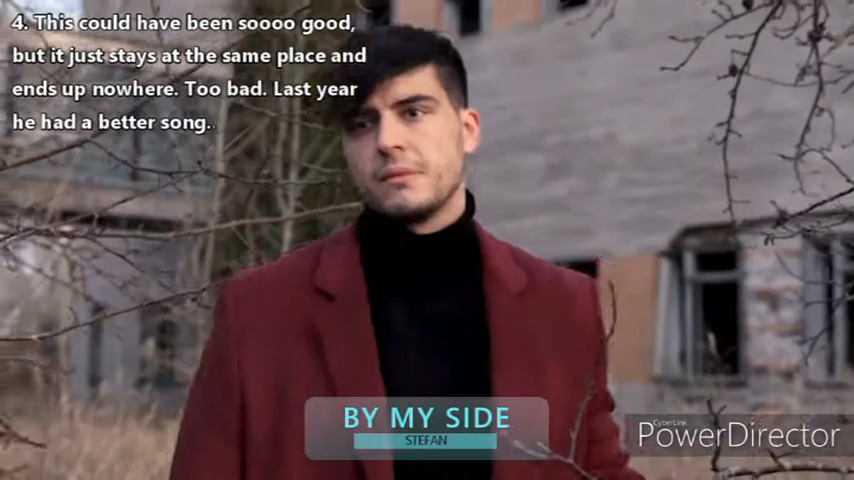 4. This could have been soooo good,
but it just stays at the same place and
ends up nowhere. Too bad. Last year
he had a better song.
BY MY SIDE
STEFAN
CyberLink
PowerDirector